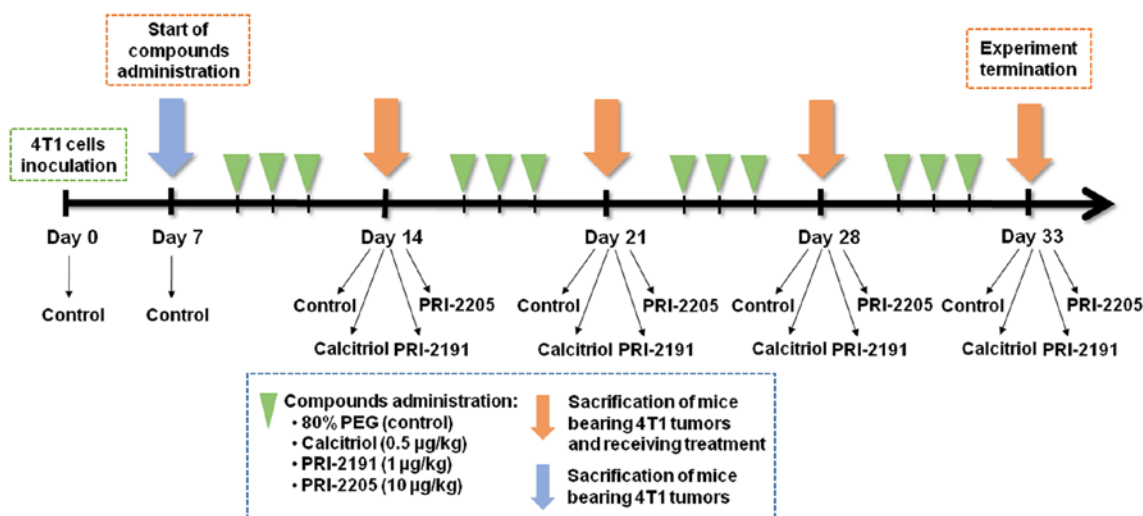 Start of
compounds
administration
Experiment
termination
4T1 cells
inoculation
Day 0
Day 7
Day 14
Day 21
Day 28
Day 33
Control
Control
Control
PRI-2205
Calcitriol PRI-2191
Control
PRI-2205
Calcitriol PRI-2191
Control
PRI-2205
Calcitriol PRI-2191
Control
PRI-2205
Calcitriol PRI-2191
Compounds administration:
• 80% PEG (control)
• Calcitriol (0.5 µg/kg)
• PRI-2191 (1 µg/kg)
• PRI-2205 (10 µg/kg)
Sacrification of mice
bearing 4T1 tumors
and receiving treatment
Sacrification of mice
bearing 4T1 tumors